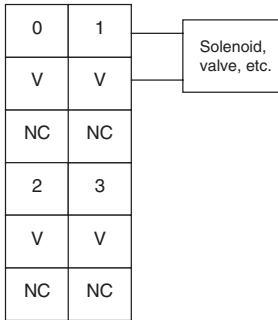 0 1
Solenoid,
valve, etc.
V V
NC NC
2 3
V V
NC NC